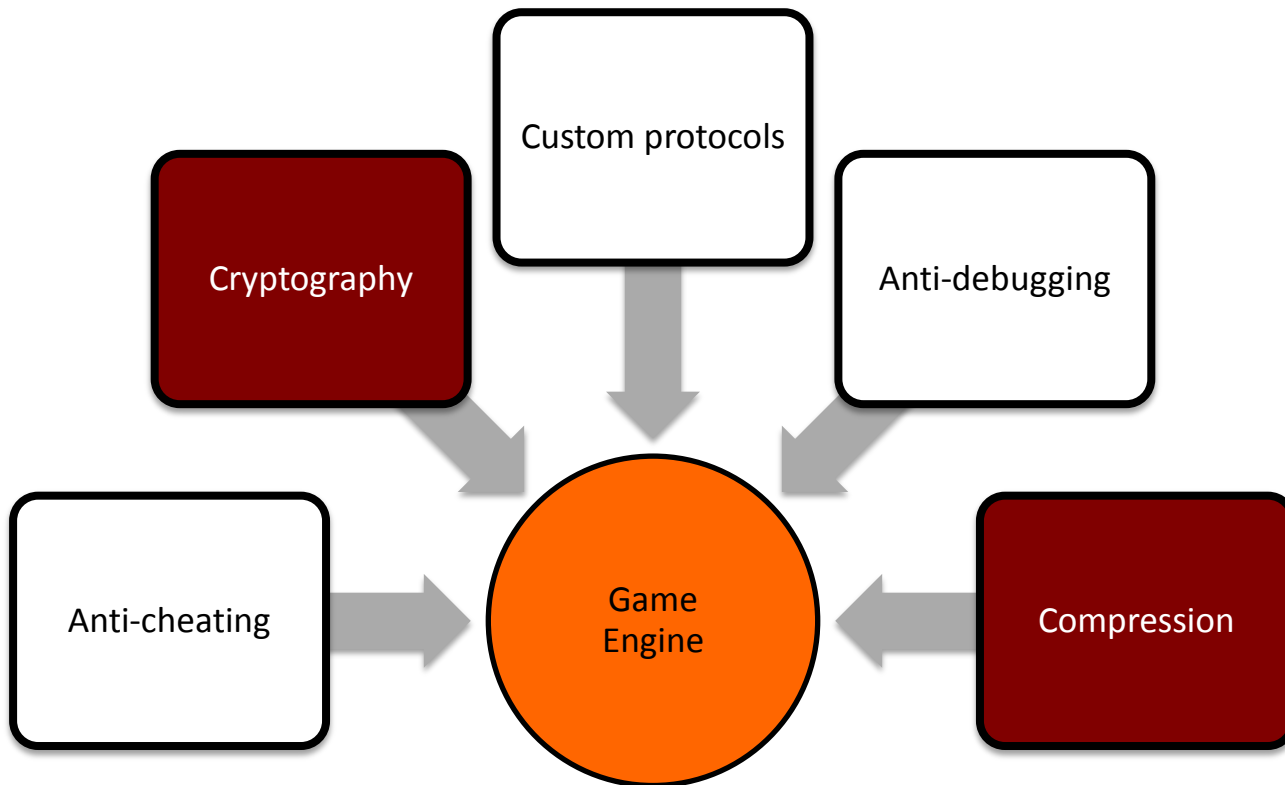 Custom protocols
Cryptography
Anti-debugging
Anti-cheating
Game
Engine
Compression